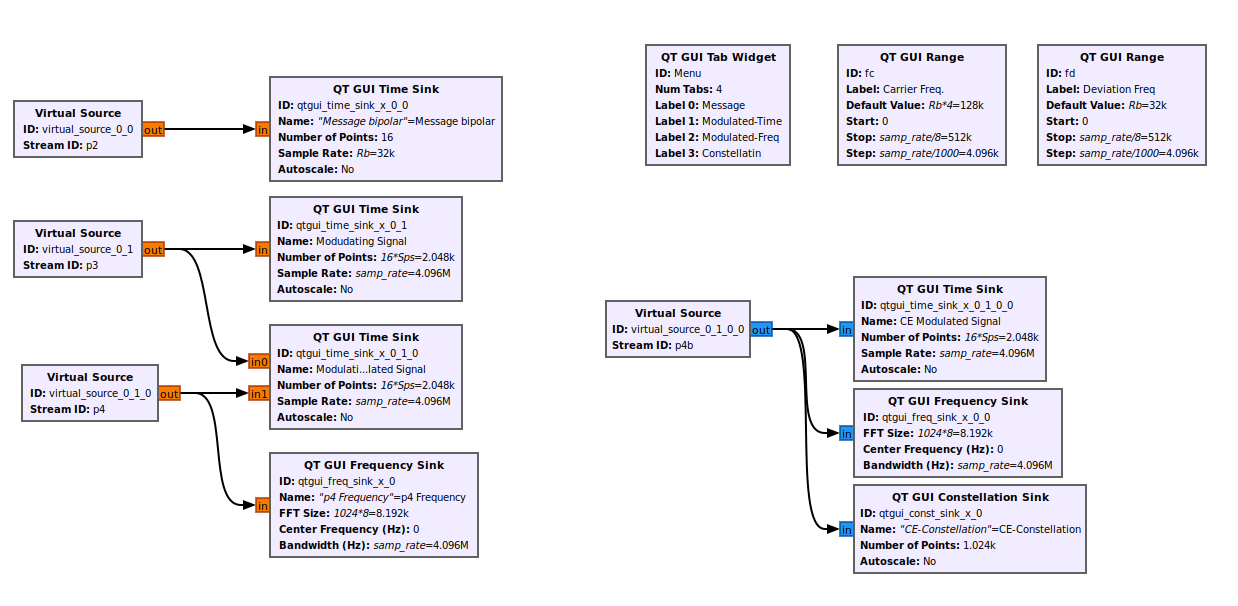 QT GUI Tab Widget
ID: Menu
Num Tabs: 4
Label 0: Message
Label 1: Modulated-Time
Label 2: Modulated-Freq
Label 3: Constellatin
QT GUI Range
ID: fc
Label: Carrier Freq.
Default Value: Rb*4=128k
Start: 0
Stop: samp_rate/8=512k
Step: samp_rate/1000=4.096k
QT GUI Range
ID: fd
Label: Deviation Freq
Default Value: Rb=32k
Start: 0
Stop: samp_rate/8=512k
Step: samp_rate/1000=4.096k
Virtual Source
ID: virtual_source_0_0
Stream ID: p2
out
in
QT GUI Time Sink
ID: qtgui_time_sink_x_0_0
Name: "Message bipolar"=Message bipolar
Number of Points: 16
Sample Rate: Rb=32k
Autoscale: No
Virtual Source
ID: virtual_source_0_1
Stream ID: p3
out
in
QT GUI Time Sink
ID: qtgui_time_sink_x_0_1
Name: Modudating Signal
Number of Points: 16*Sps=2.048k
Sample Rate: samp_rate=4.096M
Autoscale: No
Virtual Source
ID: virtual_source_0_1_0
Stream ID: p4
out
in0
in1
QT GUI Time Sink
ID: qtgui_time_sink_x_0_1_0
Name: Modulati...lated Signal
Number of Points: 16*Sps=2.048k
Sample Rate: samp_rate=4.096M
Autoscale: No
in
QT GUI Frequency Sink
ID: qtgui_freq_sink_x_0
Name: "p4 Frequency"=p4 Frequency
FFT Size: 1024*8=8.192k
Center Frequency (Hz): 0
Bandwidth (Hz): samp_rate=4.096M
Virtual Source
ID: virtual_source_0_1_0_0
Stream ID: p4b
out
in
QT GUI Time Sink
ID: qtgui_time_sink_x_0_1_0_0
Name: CE Modulated Signal
Number of Points: 16*Sps=2.048k
Sample Rate: samp_rate=4.096M
Autoscale: No
in
QT GUI Frequency Sink
ID: qtgui_freq_sink_x_0_0
FFT Size: 1024*8=8.192k
Center Frequency (Hz): 0
Bandwidth (Hz): samp_rate=4.096M
in
QT GUI Constellation Sink
ID: qtgui_const_sink_x_0
Name: "CE-Constellation"=CE-Constellation
Number of Points: 1.024k
Autoscale: No